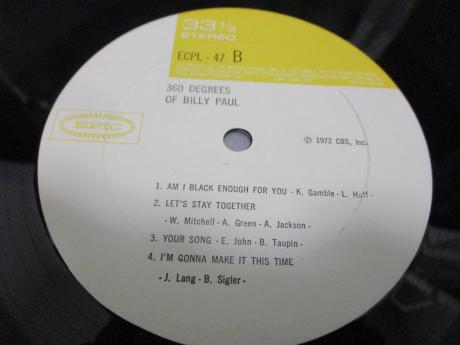 33 1/3
STEREO
ECPL - 47 B
360 DEGREES
OF BILLY PAUL
EPIC
℗ 1972 CBS, Inc.
1. AM I BLACK ENOUGH FOR YOU - K. Gamble - L. Huff -
2. LET'S STAY TOGETHER
- W. Mitchell - A. Green - A. Jackson -
3. YOUR SONG - E. John - B. Taupin -
4. I'M GONNA MAKE IT THIS TIME
- J. Lang - B. Sigler -